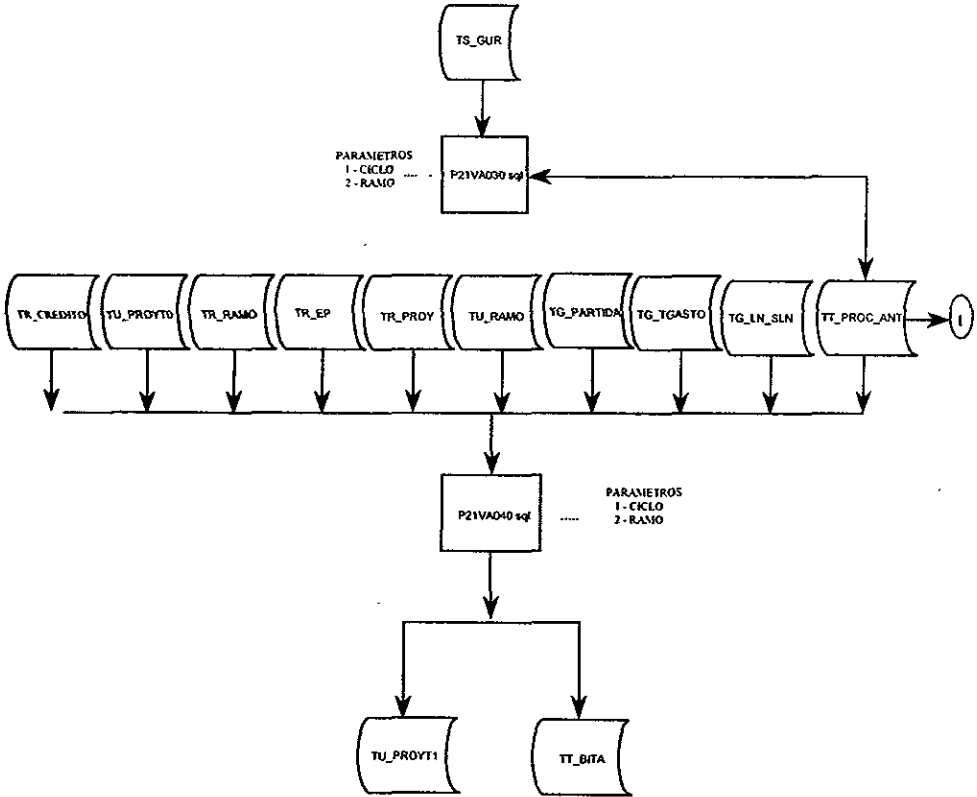 TS_GUR
PARAMETROS
1 - CICLO
2 - RAMO
P21VA030 sql
TR_CREDITO
TU_PROYT0
TR_RAMO
TR_EP
TR_PROY
TU_RAMO
TG_PARTIDA
TG_TGASTO
TG_LN_SLN
TT_PROC_ANT
1
P21VA040 sql
PARAMETROS
1 - CICLO
2 - RAMO
TU_PROYT1
TT_BITA